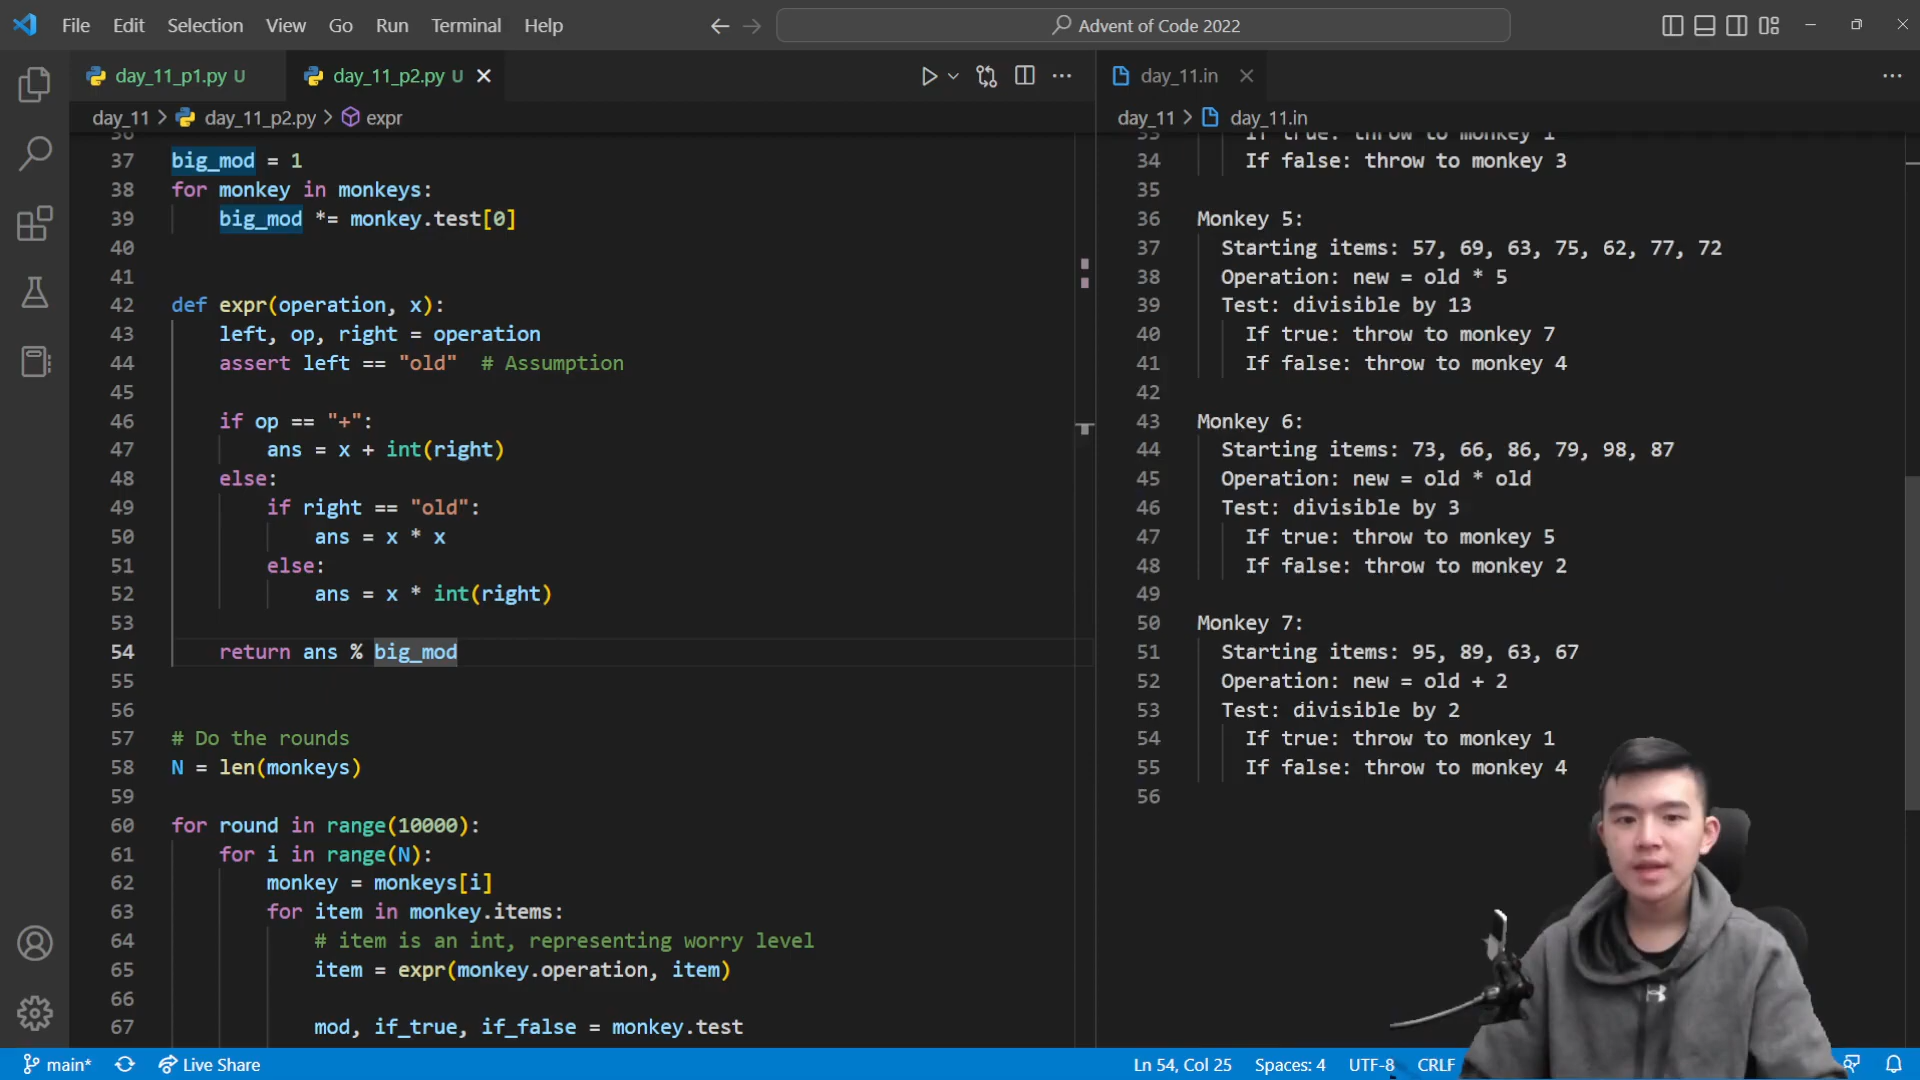 File Edit Selection View Go Run Terminal Help
Advent of Code 2022
day_11_p1.py U
day_11_p2.py U
day_11 > day_11_p2.py > expr
36
37 big_mod = 1
38 for monkey in monkeys:
39 big_mod *= monkey.test[0]
40
41
42 def expr(operation, x):
43 left, op, right = operation
44 assert left == "old" # Assumption
45
46 if op == "+":
47 ans = x + int(right)
48 else:
49 if right == "old":
50 ans = x * x
51 else:
52 ans = x * int(right)
53
54 return ans % big_mod
55
56
57 # Do the rounds
58 N = len(monkeys)
59
60 for round in range(10000):
61 for i in range(N):
62 monkey = monkeys[i]
63 for item in monkey.items:
64 # item is an int, representing worry level
65 item = expr(monkey.operation, item)
66
67 mod, if_true, if_false = monkey.test
day_11.in
day_11 > day_11.in
33 If true: throw to monkey 1
34 If false: throw to monkey 3
35
36 Monkey 5:
37 Starting items: 57, 69, 63, 75, 62, 77, 72
38 Operation: new = old * 5
39 Test: divisible by 13
40 If true: throw to monkey 7
41 If false: throw to monkey 4
42
43 Monkey 6:
44 Starting items: 73, 66, 86, 79, 98, 87
45 Operation: new = old * old
46 Test: divisible by 3
47 If true: throw to monkey 5
48 If false: throw to monkey 2
49
50 Monkey 7:
51 Starting items: 95, 89, 63, 67
52 Operation: new = old + 2
53 Test: divisible by 2
54 If true: throw to monkey 1
55 If false: throw to monkey 4
56
main* Live Share
Ln 54, Col 25 Spaces: 4 UTF-8 CRLF